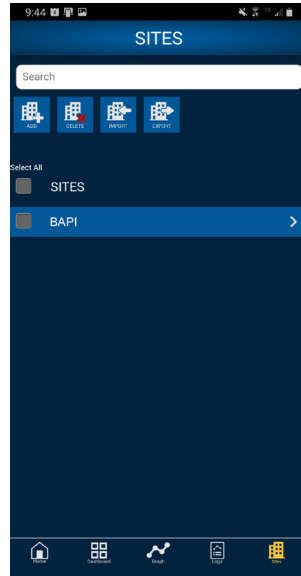 9:44
SITES
Search
ADD DELETE IMPORT EXPORT
Select All
SITES
BAPI
Home Dashboard Graph Logs Sites